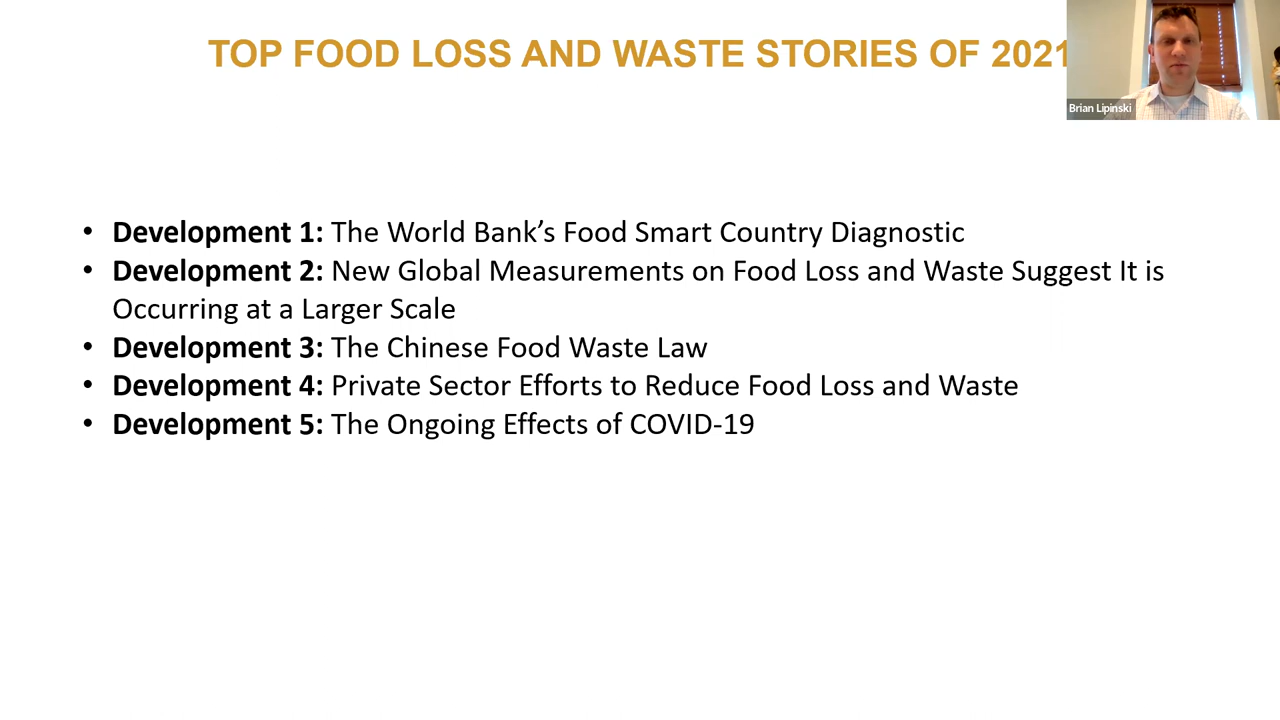 TOP FOOD LOSS AND WASTE STORIES OF 2021
Brian Lipinski
• Development 1: The World Bank’s Food Smart Country Diagnostic
• Development 2: New Global Measurements on Food Loss and Waste Suggest It is
Occurring at a Larger Scale
• Development 3: The Chinese Food Waste Law
• Development 4: Private Sector Efforts to Reduce Food Loss and Waste
• Development 5: The Ongoing Effects of COVID-19